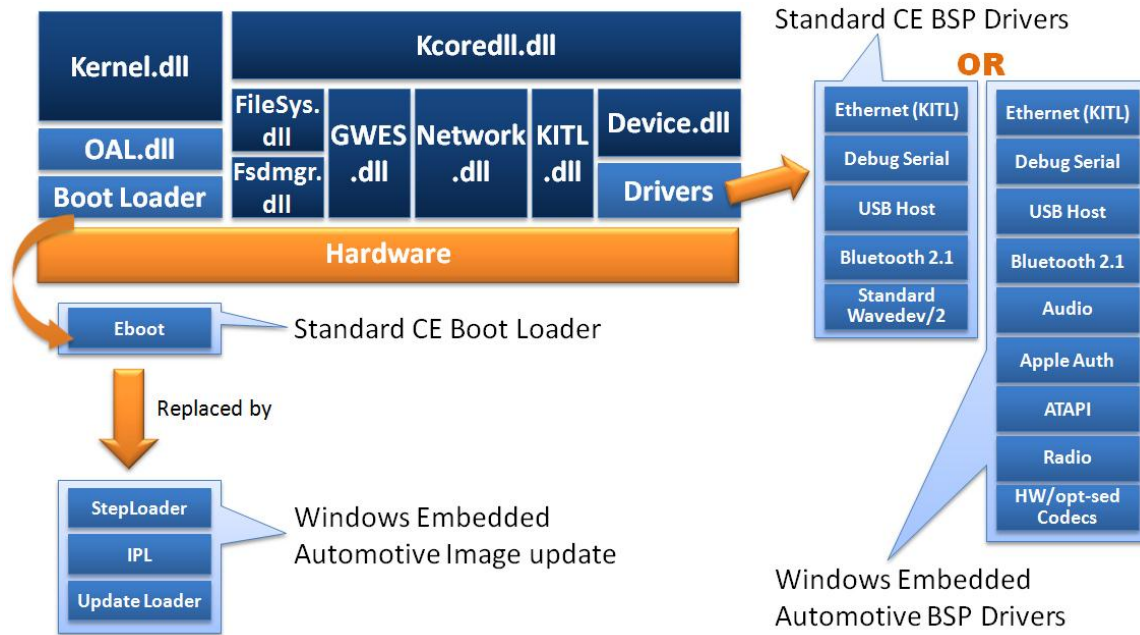 Kernel.dll
OAL.dll
Boot Loader
Kcoredll.dll
FileSys.
dll
Fsdmgr.
dll
GWES
.dll
Network
.dll
KITL
.dll
Device.dll
Drivers
Hardware
Eboot
Standard CE Boot Loader
Replaced by
StepLoader
IPL
Update Loader
Windows Embedded
Automotive Image update
Standard CE BSP Drivers
OR
Ethernet (KITL)
Debug Serial
USB Host
Bluetooth 2.1
Standard
Wavedev/2
Ethernet (KITL)
Debug Serial
USB Host
Bluetooth 2.1
Audio
Apple Auth
ATAPI
Radio
HW/opt-sed
Codecs
Windows Embedded
Automotive BSP Drivers